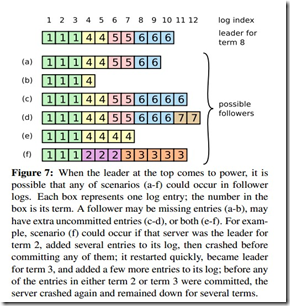 1 2 3 4 5 6 7 8 9 10 11 12 log index
1 1 1 4 4 5 5 6 6 6 leader for
term 8
(a) 1 1 1 4 4 5 5 6 6
(b) 1 1 1 4
(c) 1 1 1 4 4 5 5 6 6 6 6
possible
followers
(d) 1 1 1 4 4 5 5 6 6 6 7 7
(e) 1 1 1 4 4 4 4
(f) 1 1 1 2 2 2 3 3 3 3 3
Figure 7: When the leader at the top comes to power, it is
possible that any of scenarios (a-f) could occur in follower
logs. Each box represents one log entry; the number in the
box is its term. A follower may be missing entries (a-b), may
have extra uncommitted entries (c-d), or both (e-f). For exam-
ple, scenario (f) could occur if that server was the leader for
term 2, added several entries to its log, then crashed before
committing any of them; it restarted quickly, became leader
for term 3, and added a few more entries to its log; before any
of the entries in either term 2 or term 3 were committed, the
server crashed again and remained down for several terms.